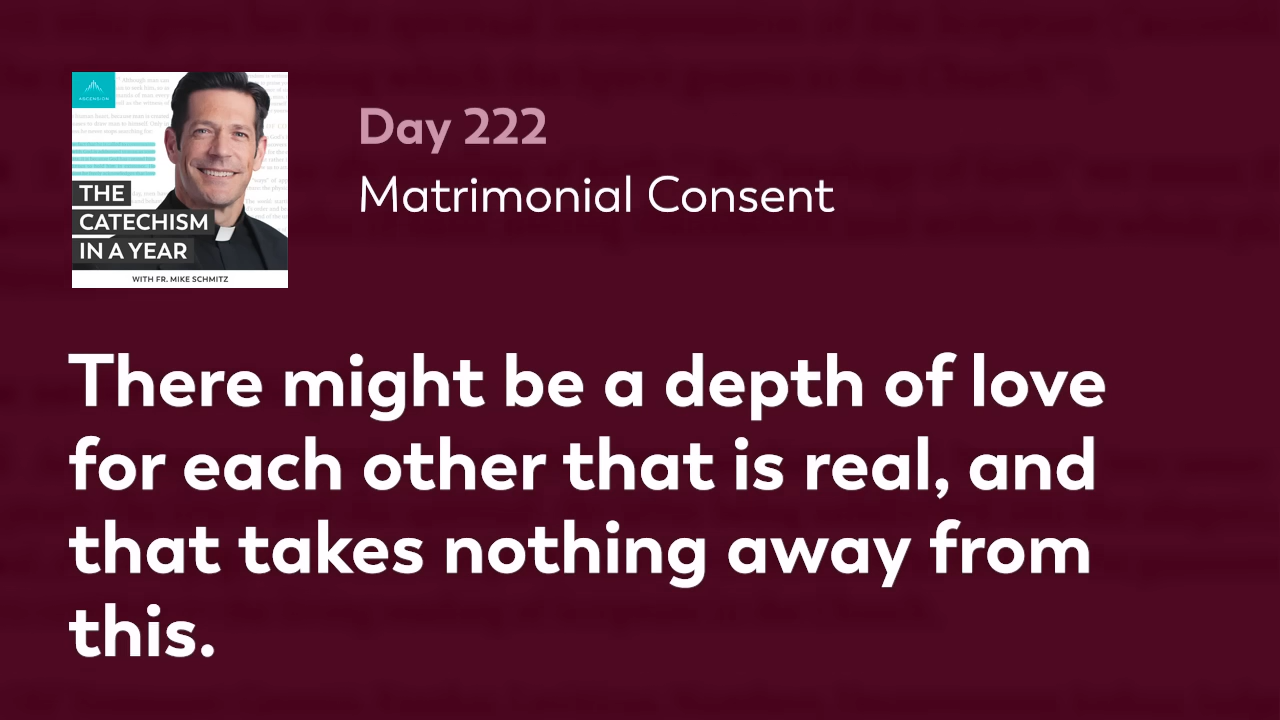 ASCENSION
THE
CATECHISM
IN A YEAR
WITH FR. MIKE SCHMITZ
Day 222
Matrimonial Consent
There might be a depth of love
for each other that is real, and
that takes nothing away from
this.